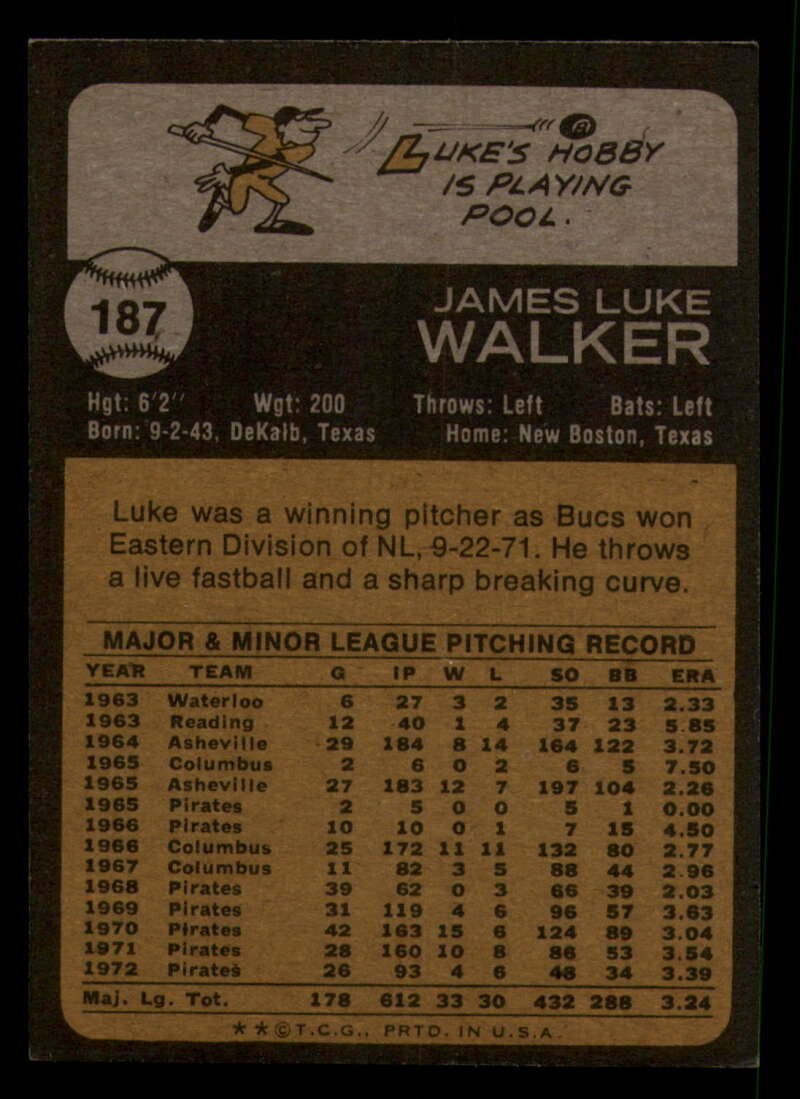 LUKE'S HOBBY
IS PLAYING
POOL.
187
JAMES LUKE
WALKER
Hgt: 6'2" Wgt: 200 Throws: Left Bats: Left
Born: 9-2-43, DeKalb, Texas Home: New Boston, Texas
Luke was a winning pitcher as Bucs won
Eastern Division of NL, 9-22-71. He throws
a live fastball and a sharp breaking curve.
MAJOR & MINOR LEAGUE PITCHING RECORD
YEAR TEAM G IP W L SO BB ERA
1963 Waterloo 6 27 3 2 35 13 2.33
1963 Reading 12 40 1 4 37 23 5.85
1964 Asheville 29 184 8 14 164 122 3.72
1965 Columbus 2 6 0 2 6 5 7.50
1965 Asheville 27 183 12 7 197 104 2.26
1965 Pirates 2 5 0 0 5 1 0.00
1966 Pirates 10 10 0 1 7 15 4.50
1966 Columbus 25 172 11 11 132 80 2.77
1967 Columbus 11 82 3 5 88 44 2.96
1968 Pirates 39 62 0 3 66 39 2.03
1969 Pirates 31 119 4 6 96 57 3.63
1970 Pirates 42 163 15 6 124 89 3.04
1971 Pirates 28 160 10 8 86 53 3.54
1972 Pirates 26 93 4 6 48 34 3.39
Maj. Lg. Tot. 178 612 33 30 432 288 3.24
**©T.C.G., PRTD. IN U.S.A.